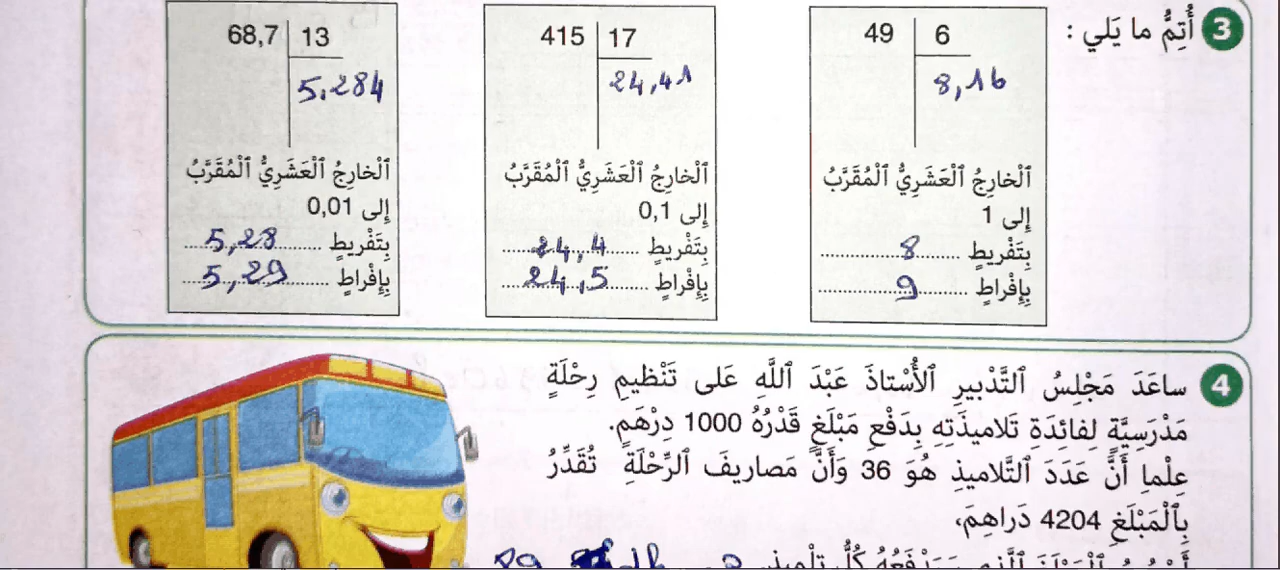 3 أُتِمُّ ما يَلي :
49 6
8,16
ٱلْخارِجُ ٱلْعَشَرِيُّ ٱلْمُقَرَّبُ
إِلى 1
بِتَفْريطٍ 8
بِإِفْراطٍ 9
415 17
24,41
ٱلْخارِجُ ٱلْعَشَرِيُّ ٱلْمُقَرَّبُ
إِلى 0,1
بِتَفْريطٍ 24,4
بِإِفْراطٍ 24,5
68,7 13
5,284
ٱلْخارِجُ ٱلْعَشَرِيُّ ٱلْمُقَرَّبُ
إِلى 0,01
بِتَفْريطٍ 5,28
بِإِفْراطٍ 5,29
4 ساعَدَ مَجْلِسُ ٱلتَّدْبيرِ ٱلْأُسْتاذَ عَبْدَ ٱللَّهِ عَلى تَنْظيمِ رِحْلَةٍ
مَدْرَسِيَّةٍ لِفائِدَةِ تَلاميذَتِهِ بِدَفْعِ مَبْلَغٍ قَدْرُهُ 1000 دِرْهَمٍ.
عِلْماً أَنَّ عَدَدَ ٱلتَّلاميذِ هُوَ 36 وَأَنَّ مَصاريفَ ٱلرِّحْلَةِ تُقَدَّرُ
بِٱلْمَبْلَغِ 4204 دَراهِمَ،